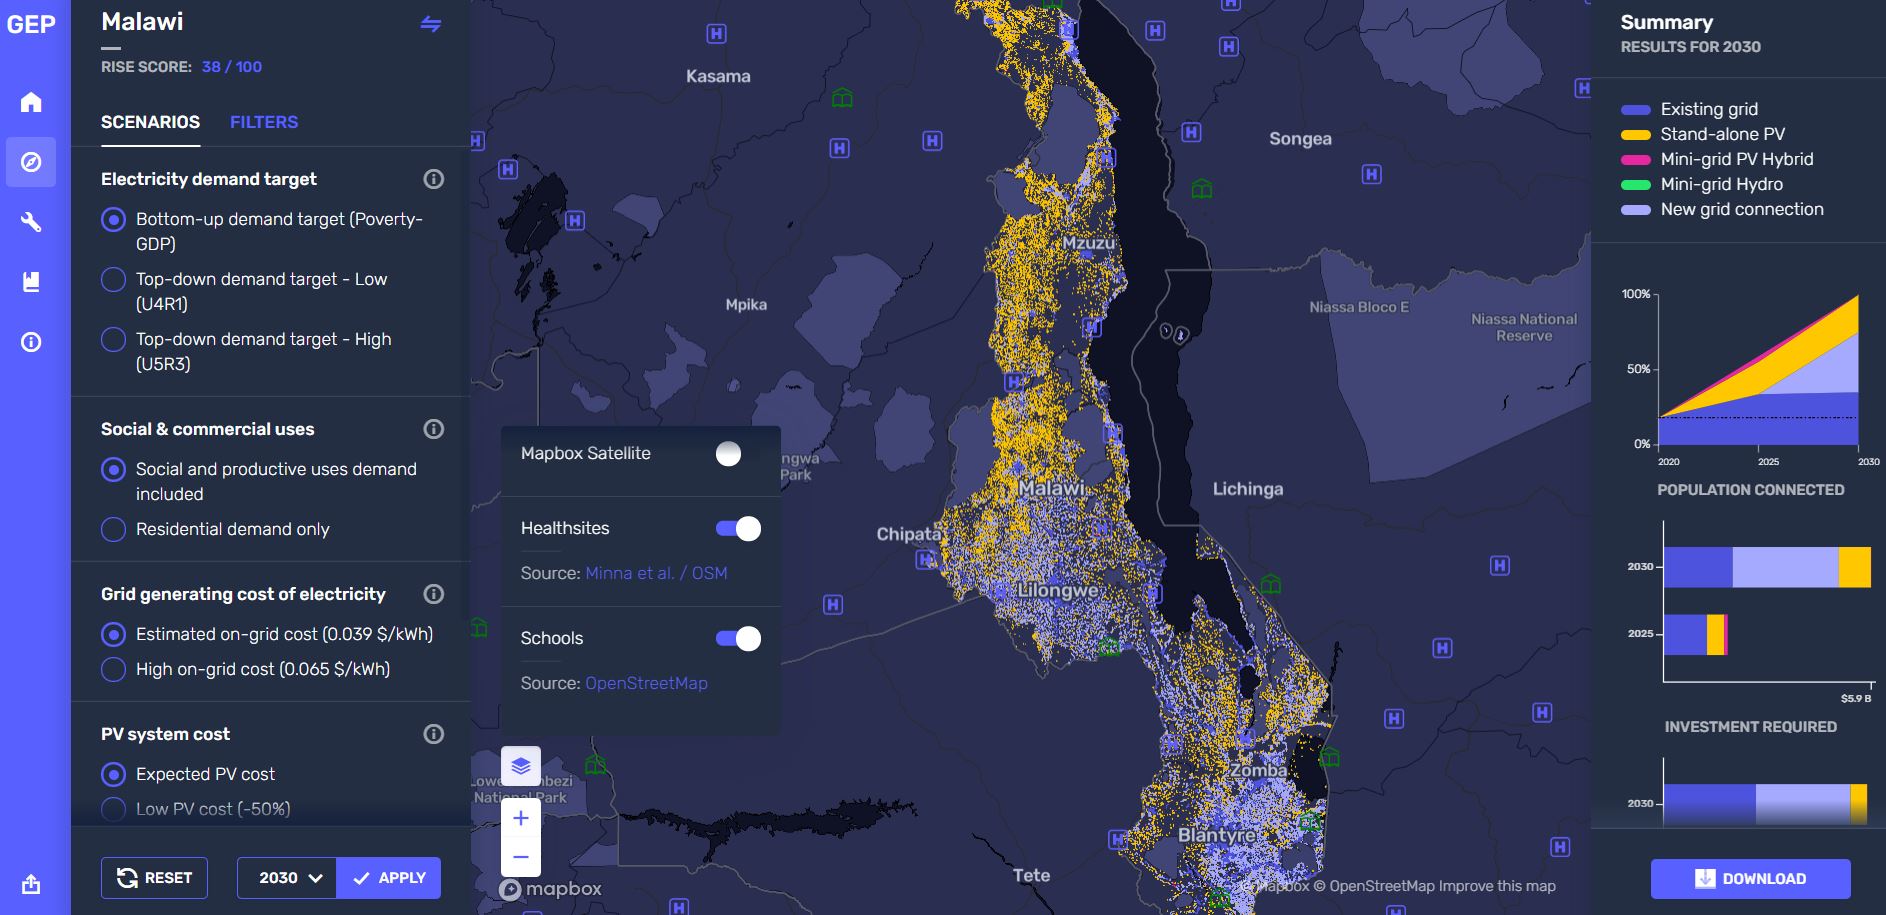 GEP
Malawi
RISE SCORE: 38 / 100
SCENARIOS FILTERS
Electricity demand target
Bottom-up demand target (Poverty-
GDP)
Top-down demand target - Low
(U4R1)
Top-down demand target - High
(U5R3)
Social & commercial uses
Social and productive uses demand
included
Residential demand only
Grid generating cost of electricity
Estimated on-grid cost (0.039 $/kWh)
High on-grid cost (0.065 $/kWh)
PV system cost
Expected PV cost
Low PV cost (-50%)
RESET
2030
APPLY
Kasama
Songea
Mzuzu
Mpika
Niassa Bloco E
Niassa National
Reserve
ngwa
Park
Malawi
Lichinga
Chipata
Lilongwe
Zomba
Blantyre
Tete
Mapbox Satellite
Healthsites
Source: Minna et al. / OSM
Schools
Source: OpenStreetMap
Lowe mbezi
National Park
+
−
mapbox
Mapbox © OpenStreetMap Improve this map
Summary
RESULTS FOR 2030
Existing grid
Stand-alone PV
Mini-grid PV Hybrid
Mini-grid Hydro
New grid connection
100%
50%
0%
2020 2025 2030
POPULATION CONNECTED
2030
2025
$5.9 B
INVESTMENT REQUIRED
2030
DOWNLOAD